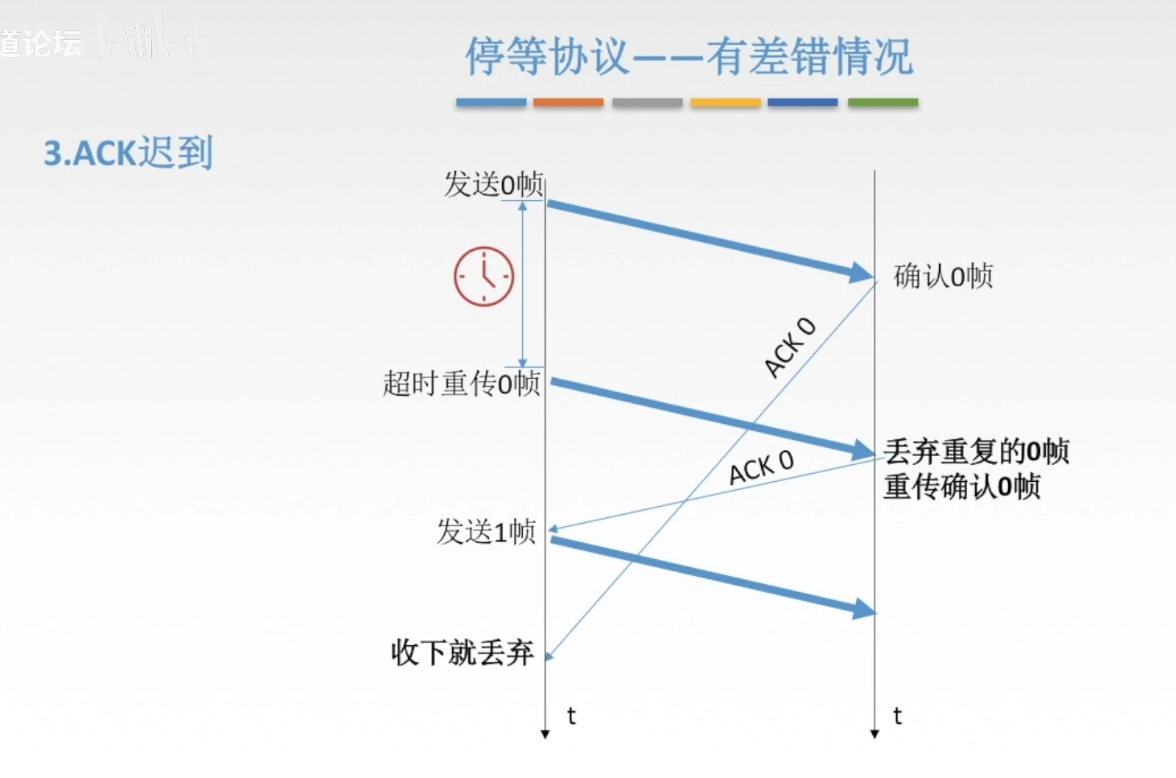 道论坛
停等协议——有差错情况
3.ACK迟到
发送0帧
确认0帧
ACK 0
超时重传0帧
丢弃重复的0帧
重传确认0帧
ACK 0
发送1帧
收下就丢弃
t
t